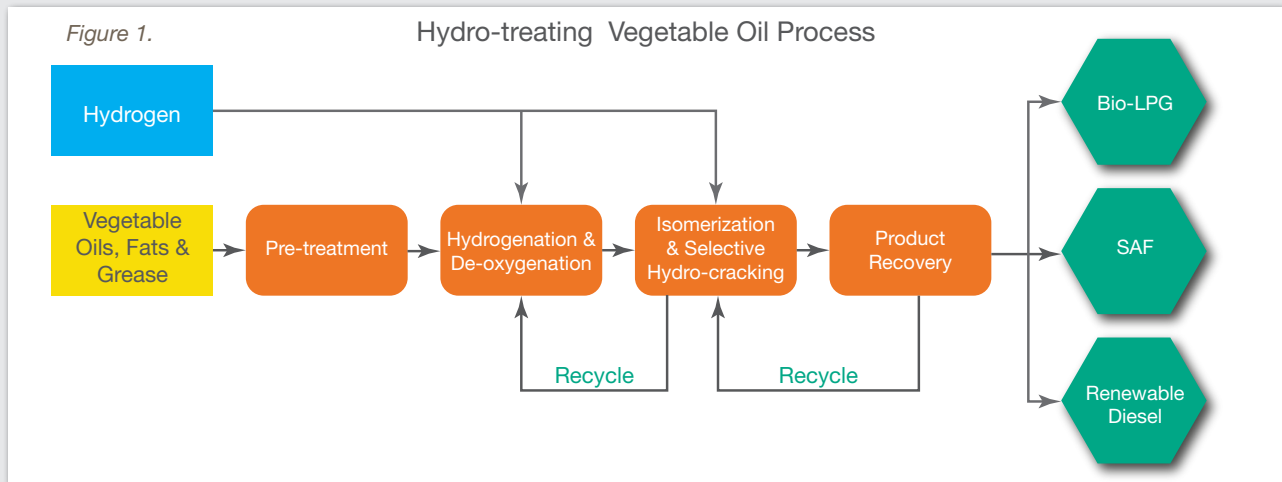 Figure 1.
Hydro-treating Vegetable Oil Process
Hydrogen
Bio-LPG
Vegetable
Oils, Fats &
Grease
Pre-treatment
Hydrogenation &
De-oxygenation
Isomerization
& Selective
Hydro-cracking
Product
Recovery
SAF
Recycle
Recycle
Renewable
Diesel